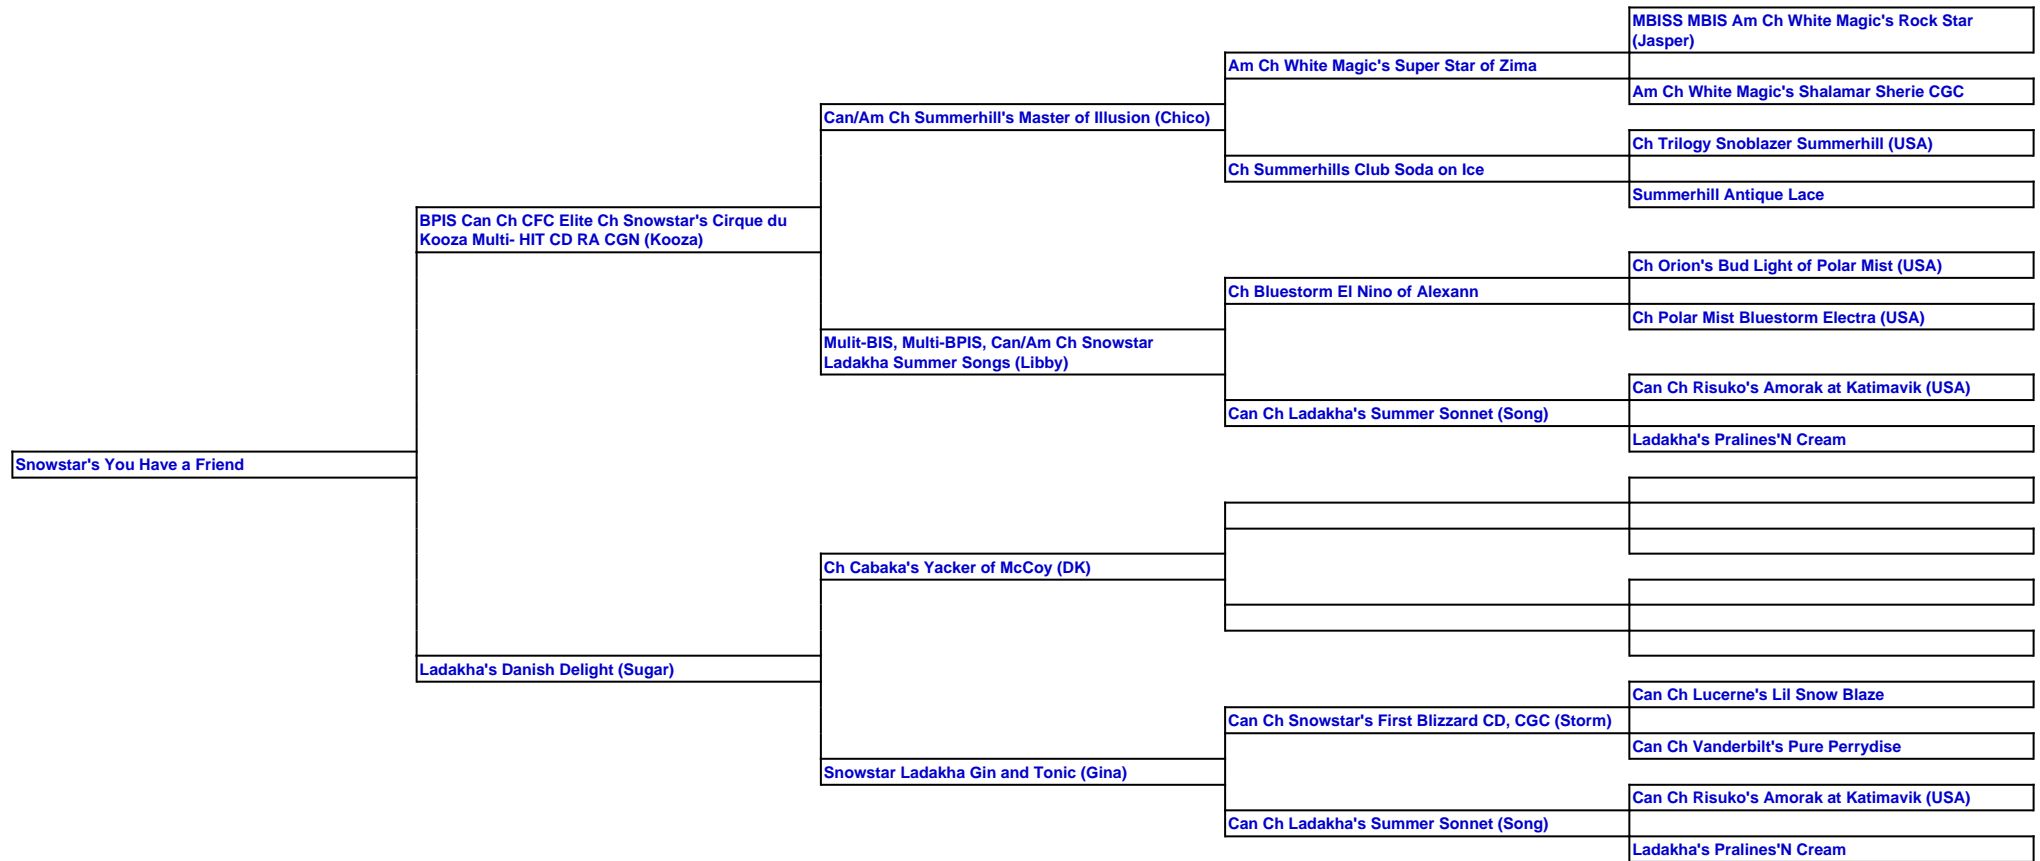 MBISS MBIS Am Ch White Magic's Rock Star
(Jasper)
Am Ch White Magic's Super Star of Zima
Am Ch White Magic's Shalamar Sherie CGC
Can/Am Ch Summerhill's Master of Illusion (Chico)
Ch Trilogy Snoblazer Summerhill (USA)
Ch Summerhills Club Soda on Ice
Summerhill Antique Lace
BPIS Can Ch CFC Elite Ch Snowstar's Cirque du
Kooza Multi- HIT CD RA CGN (Kooza)
Ch Orion's Bud Light of Polar Mist (USA)
Ch Bluestorm El Nino of Alexann
Ch Polar Mist Bluestorm Electra (USA)
Mulit-BIS, Multi-BPIS, Can/Am Ch Snowstar
Ladakha Summer Songs (Libby)
Can Ch Risuko's Amorak at Katimavik (USA)
Can Ch Ladakha's Summer Sonnet (Song)
Ladakha's Pralines'N Cream
Snowstar's You Have a Friend
Ch Cabaka's Yacker of McCoy (DK)
Ladakha's Danish Delight (Sugar)
Can Ch Lucerne's Lil Snow Blaze
Can Ch Snowstar's First Blizzard CD, CGC (Storm)
Can Ch Vanderbilt's Pure Perrydise
Snowstar Ladakha Gin and Tonic (Gina)
Can Ch Risuko's Amorak at Katimavik (USA)
Can Ch Ladakha's Summer Sonnet (Song)
Ladakha's Pralines'N Cream